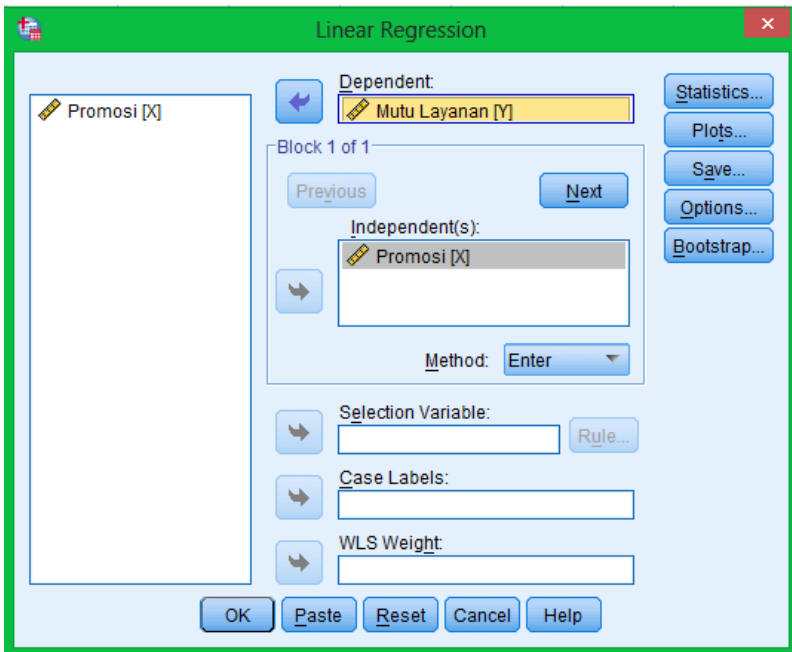 Linear Regression
Promosi [X]
Dependent:
Mutu Layanan [Y]
Block 1 of 1
Previous
Next
Independent(s):
Promosi [X]
Method:
Enter
Selection Variable:
Rule...
Case Labels:
WLS Weight:
Statistics...
Plots...
Save...
Options...
Bootstrap...
OK
Paste
Reset
Cancel
Help